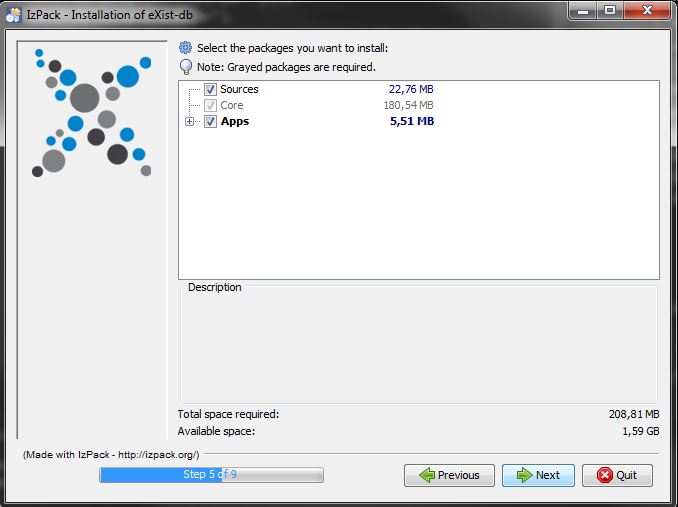 IzPack - Installation of eXist-db
Select the packages you want to install:
Note: Grayed packages are required.
Sources 22,76 MB
Core 180,54 MB
Apps 5,51 MB
Description
Total space required: 208,81 MB
Available space: 1,59 GB
(Made with IzPack - http://izpack.org/)
Step 5 of 9
Previous
Next
Quit